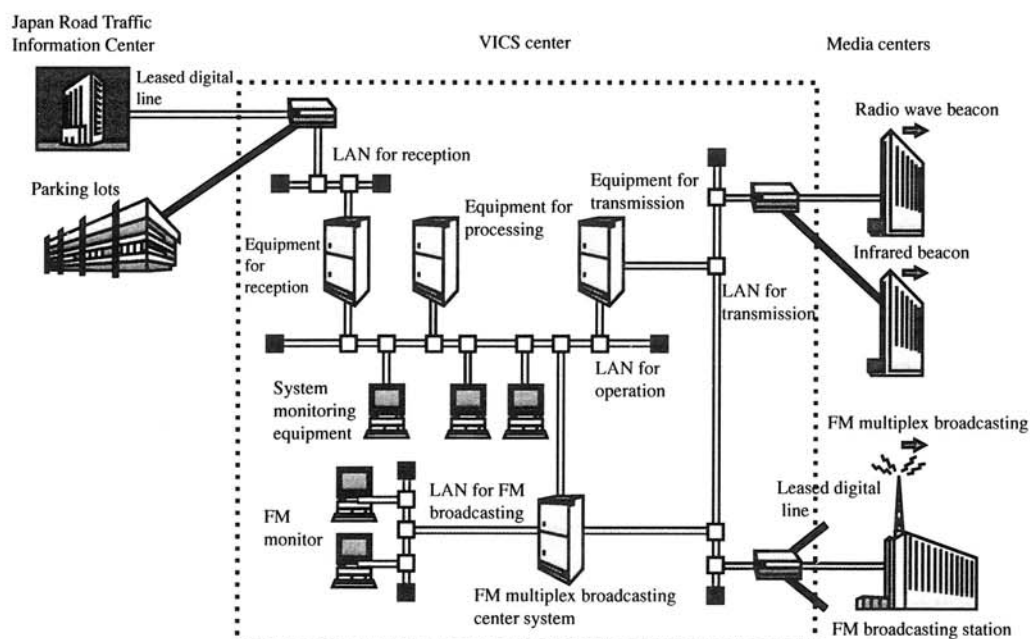 Japan Road Traffic
Information Center
VICS center
Media centers
Leased digital
line
Radio wave beacon
LAN for reception
Parking lots
Equipment for
transmission
Equipment for
processing
Equipment
for
reception
Infrared beacon
LAN for
transmission
LAN for
operation
System
monitoring
equipment
FM multiplex broadcasting
LAN for FM
broadcasting
Leased digital
line
FM
monitor
FM multiplex broadcasting
center system
FM broadcasting station